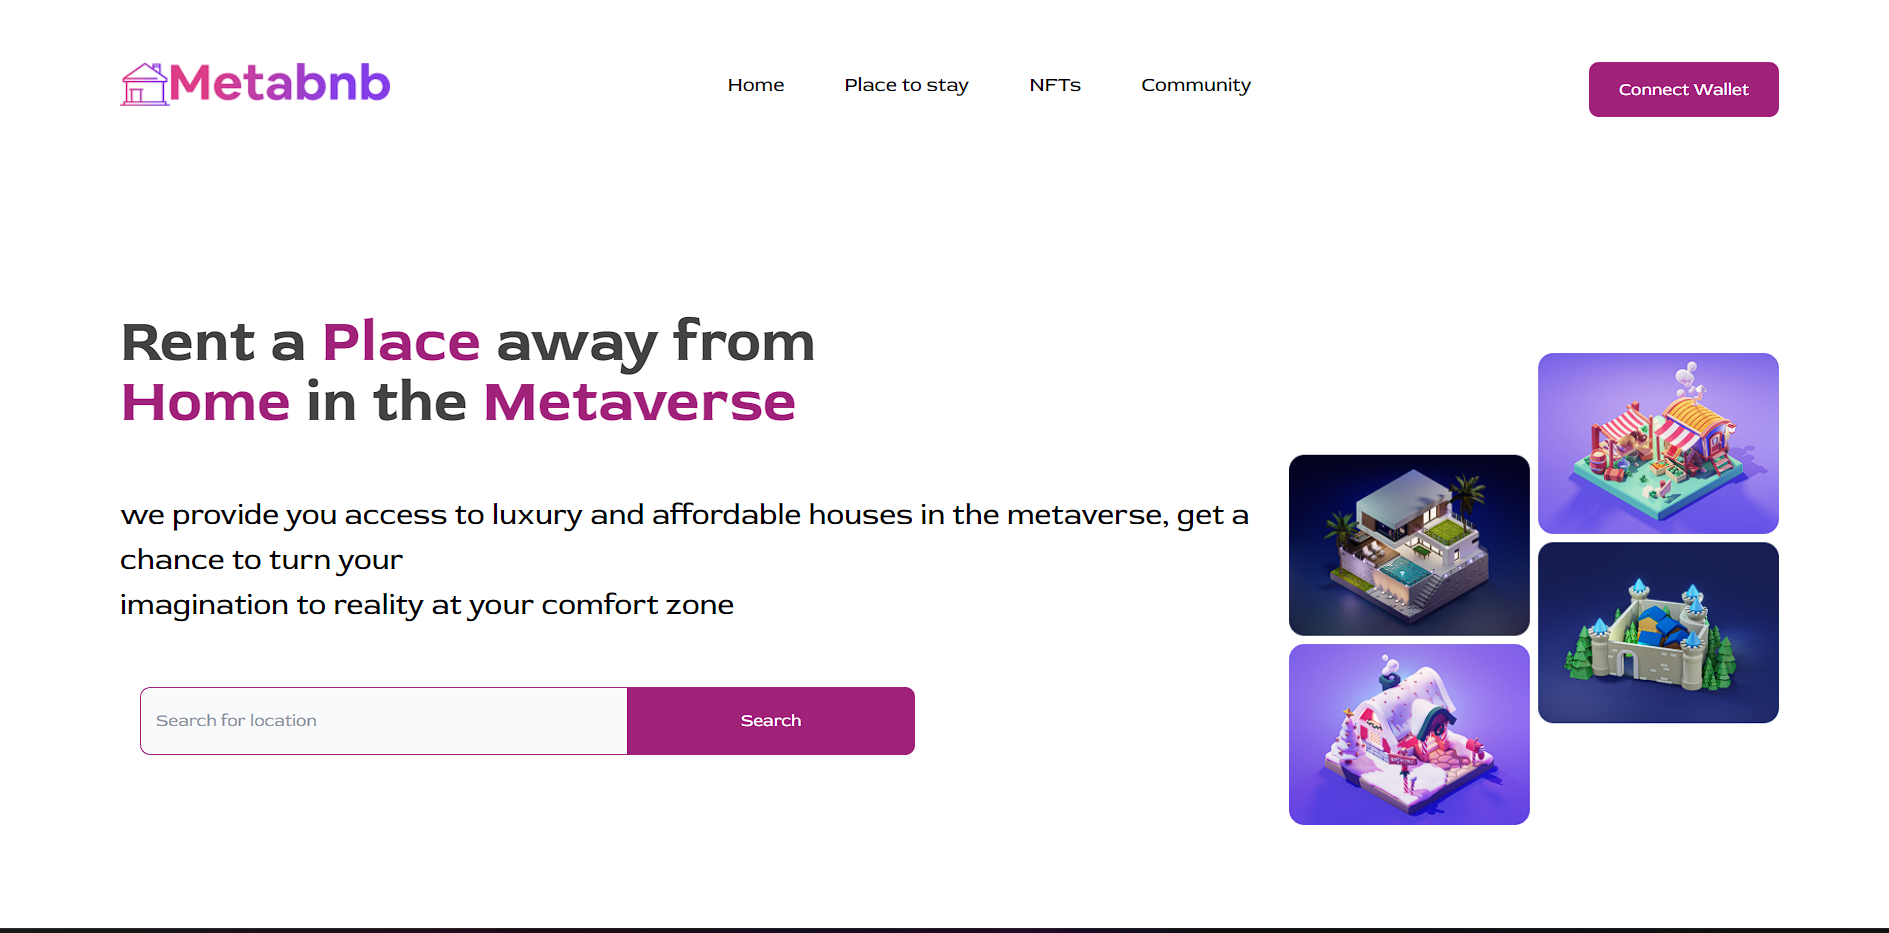 Metabnb
Home
Place to stay
NFTs
Community
Connect Wallet
Rent a Place away from
Home in the Metaverse
we provide you access to luxury and affordable houses in the metaverse, get a
chance to turn your
imagination to reality at your comfort zone
Search for location
Search